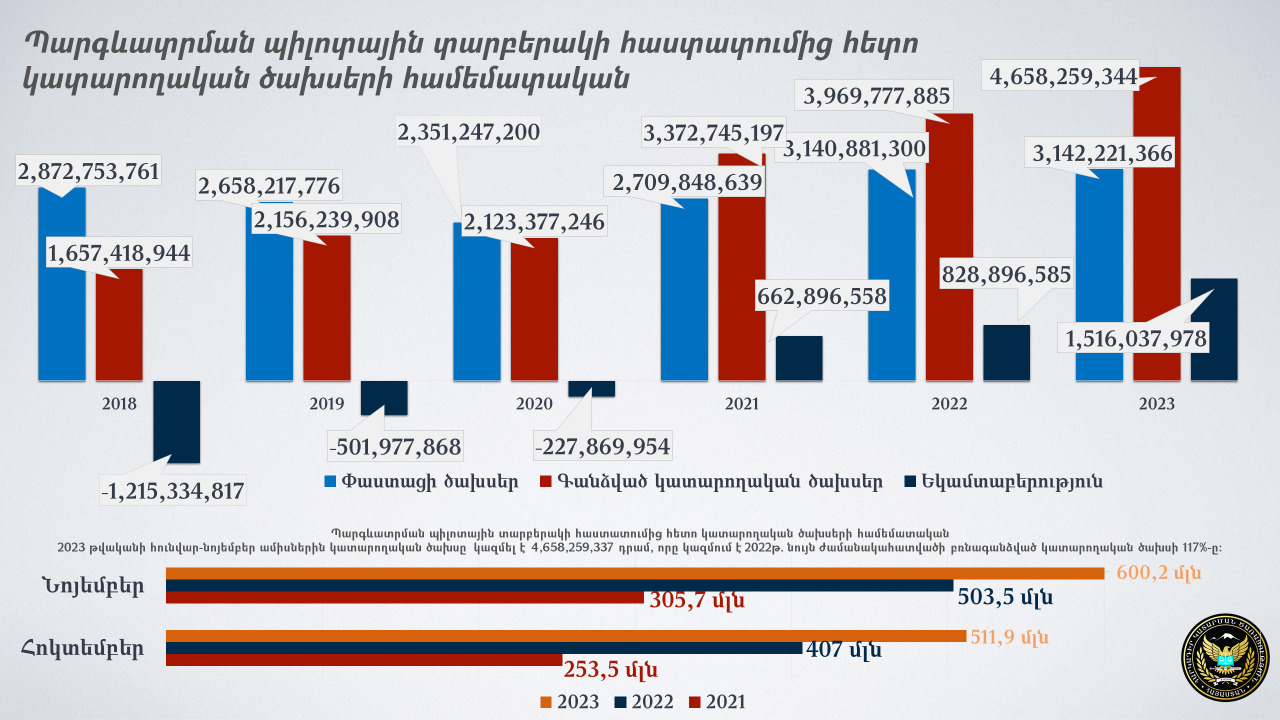 Պարգևատրման պիլոտային տարբերակի հաստատումից հետո
կատարողական ծախսերի համեմատական
2,872,753,761
1,657,418,944
-1,215,334,817
2,658,217,776
2,156,239,908
-501,977,868
2,351,247,200
2,123,377,246
-227,869,954
2,709,848,639
3,372,745,197
662,896,558
3,140,881,300
3,969,777,885
828,896,585
3,142,221,366
4,658,259,344
1,516,037,978
2018 2019 2020 2021 2022 2023
Փաստացի ծախսեր Գանձված կատարողական ծախսեր Եկամտաբերություն
Պարգևատրման պիլոտային տարբերակի հաստատումից հետո կատարողական ծախսերի համեմատական
2023 թվականի հունվար-նոյեմբեր ամիսներին կատարողական ծախսը կազմել է 4,658,259,337 դրամ, որը կազմում է 2022թ. նույն ժամանակահատվածի բռնագանձված կատարողական ծախսի 117%-ը:
Նոյեմբեր
600,2 մլն
503,5 մլն
305,7 մլն
Հոկտեմբեր
511,9 մլն
407 մլն
253,5 մլն
2023 2022 2021
ՀԱՅԱՍՏԱՆ